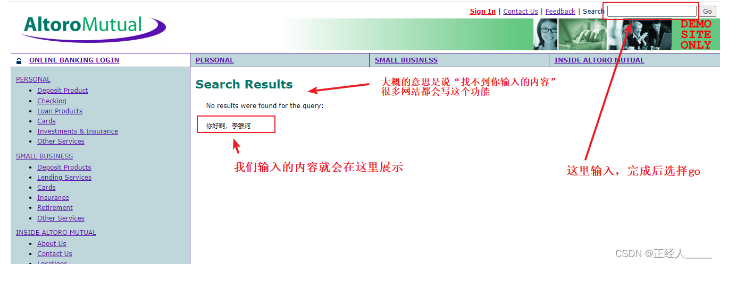 Sign In | Contact Us | Feedback | Search Go
AltoroMutual
DEMO
SITE
ONLY
ONLINE BANKING LOGIN
PERSONAL
SMALL BUSINESS
INSIDE ALTORO MUTUAL
PERSONAL
Deposit Product
Checking
Loan Products
Cards
Investments & Insurance
Other Services
SMALL BUSINESS
Deposit Products
Lending Services
Cards
Insurance
Retirement
Other Services
INSIDE ALTORO MUTUAL
About Us
Contact Us
Locations
Search Results
No results were found for the query:
你好啊，李银河
大概的意思是说“找不到你输入的内容”
很多网站都会写这个功能
我们输入的内容就会在这里展示
这里输入，完成后选择go
CSDN @正经人_____